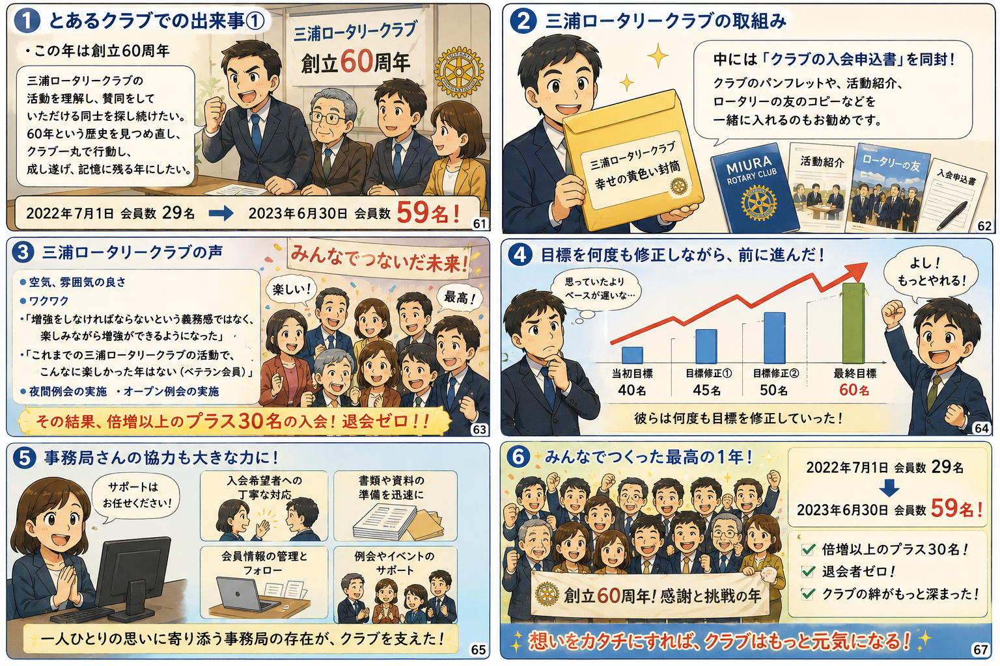 1 とあるクラブでの出来事①
・この年は創立60周年
三浦ロータリークラブの
活動を理解し、賛同をして
いただける同士を探し続けたい。
60年という歴史を見つめ直し、
クラブ一丸で行動し、
成し遂げ、記憶に残る年にしたい。
三浦ロータリークラブ
創立60周年
2022年7月1日 会員数 29名 → 2023年6月30日 会員数 59名!
61
2 三浦ロータリークラブの取組み
中には「クラブの入会申込書」を同封!
クラブのパンフレットや、活動紹介、
ロータリーの友のコピーなどを
一緒に入れるのもお勧めです。
三浦ロータリークラブ
幸せの黄色い封筒
MIURA
ROTARY CLUB
活動紹介
ロータリーの友
入会申込書
62
3 三浦ロータリークラブの声
みんなでつないだ未来!
●空気、雰囲気の良さ
●ワクワク
・「増強をしなければならないという義務感ではなく、
楽しみながら増強ができるようになった」
・「これまでの三浦ロータリークラブの活動で、
こんなに楽しかった年はない(ベテラン会員)」
●夜間例会の実施 ・オープン例会の実施
楽しい!
最高!
その結果、倍増以上のプラス30名の入会! 退会ゼロ!!
63
4 目標を何度も修正しながら、前に進んだ!
思っていたより
ペースが遅いな…
よし!
もっとやれる!
当初目標 目標修正① 目標修正② 最終目標
40名 45名 50名 60名
彼らは何度も目標を修正していった!
64
5 事務局さんの協力も大きな力に!
サポートは
お任せください!
入会希望者への
丁寧な対応
書類や資料の
準備を迅速に
会員情報の管理と
フォロー
例会やイベントの
サポート
一人ひとりの思いに寄り添う事務局の存在が、クラブを支えた!
65
6 みんなでつくった最高の1年!
2022年7月1日 会員数 29名
2023年6月30日 会員数 59名!
倍増以上のプラス30名!
退会者ゼロ!
クラブの絆がもっと深まった!
創立60周年! 感謝と挑戦の年
想いをカタチにすれば、クラブはもっと元気になる!
67